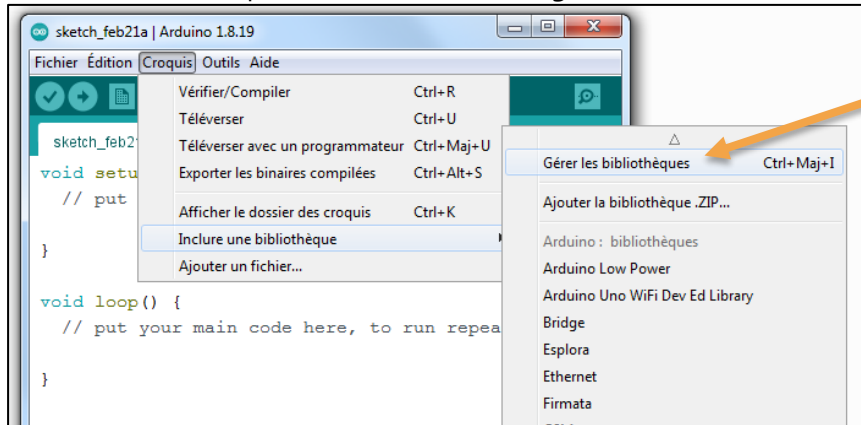 sketch_feb21a | Arduino 1.8.19
Fichier Édition Croquis Outils Aide
Vérifier/Compiler Ctrl+R
Téléverser Ctrl+U
Téléverser avec un programmateur Ctrl+Maj+U
Exporter les binaires compilées Ctrl+Alt+S
Afficher le dossier des croquis Ctrl+K
Inclure une bibliothèque
Ajouter un fichier...
sketch_feb2
void setu
// put
}
void loop() {
// put your main code here, to run repea
}
Gérer les bibliothèques Ctrl+Maj+I
Ajouter la bibliothèque .ZIP...
Arduino : bibliothèques
Arduino Low Power
Arduino Uno WiFi Dev Ed Library
Bridge
Esplora
Ethernet
Firmata